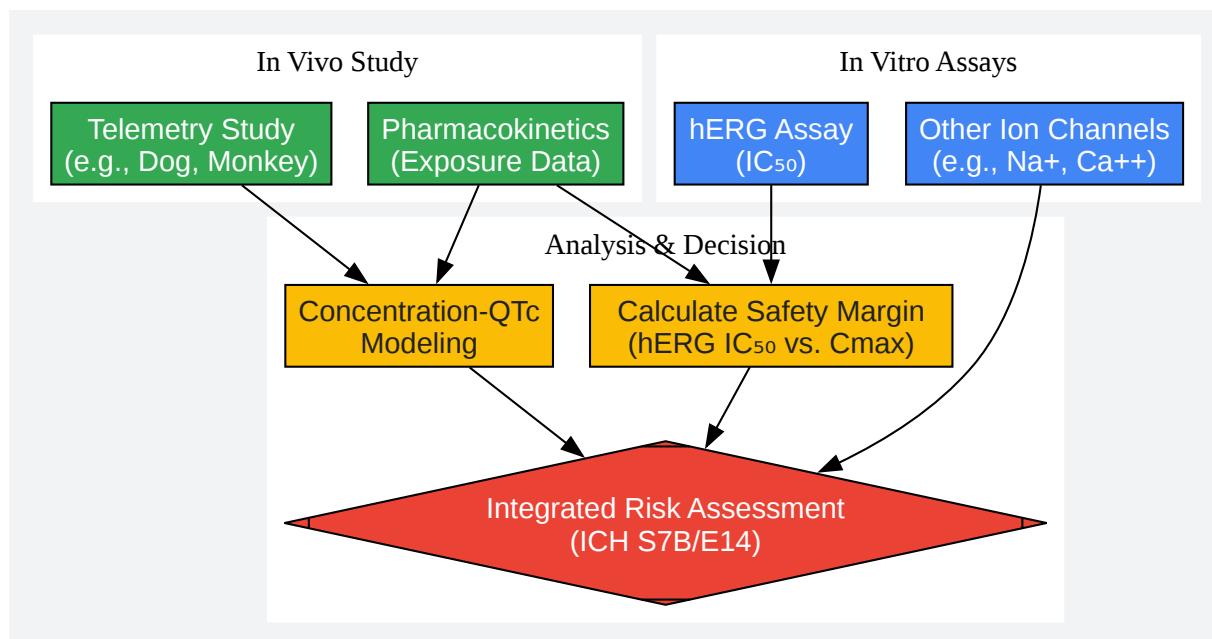 In Vivo Study
In Vitro Assays
Telemetry Study
(e.g., Dog, Monkey)
Pharmacokinetics
(Exposure Data)
hERG Assay
(IC₅₀)
Other Ion Channels
(e.g., Na+, Ca++)
Analysis & Decision
Concentration-QTc
Modeling
Calculate Safety Margin
(hERG IC₅₀ vs. Cmax)
Integrated Risk Assessment
(ICH S7B/E14)